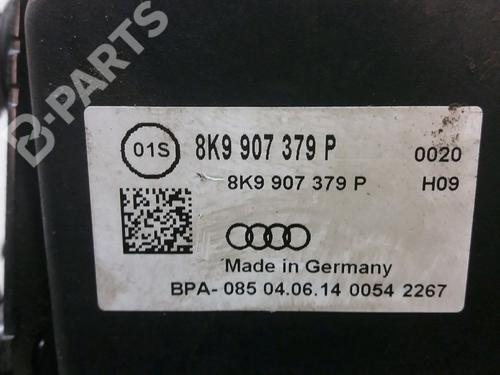 B-PARTS
01S 8K9 907 379 P 0020
8K9 907 379 P H09
Made in Germany
BPA- 085 04.06.14 0054 2267
B-PARTS